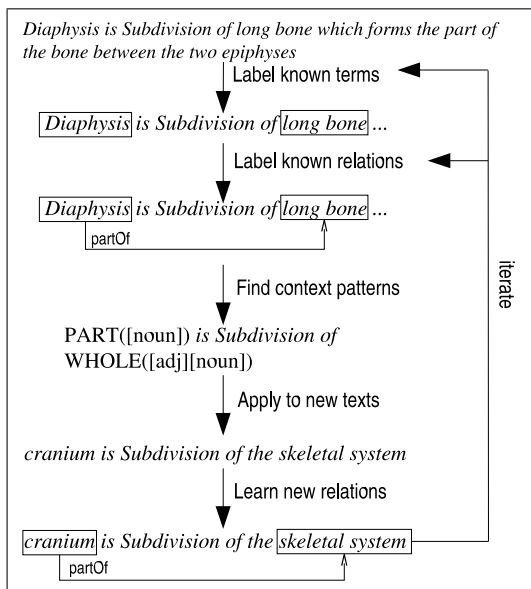 Diaphysis is Subdivision of long bone which forms the part of
the bone between the two epiphyses
Label known terms
Diaphysis is Subdivision of long bone ...
Label known relations
Diaphysis is Subdivision of long bone ...
partOf
Find context patterns
PART([noun]) is Subdivision of
WHOLE([adj][noun])
Apply to new texts
cranium is Subdivision of the skeletal system
Learn new relations
cranium is Subdivision of the skeletal system
partOf
iterate